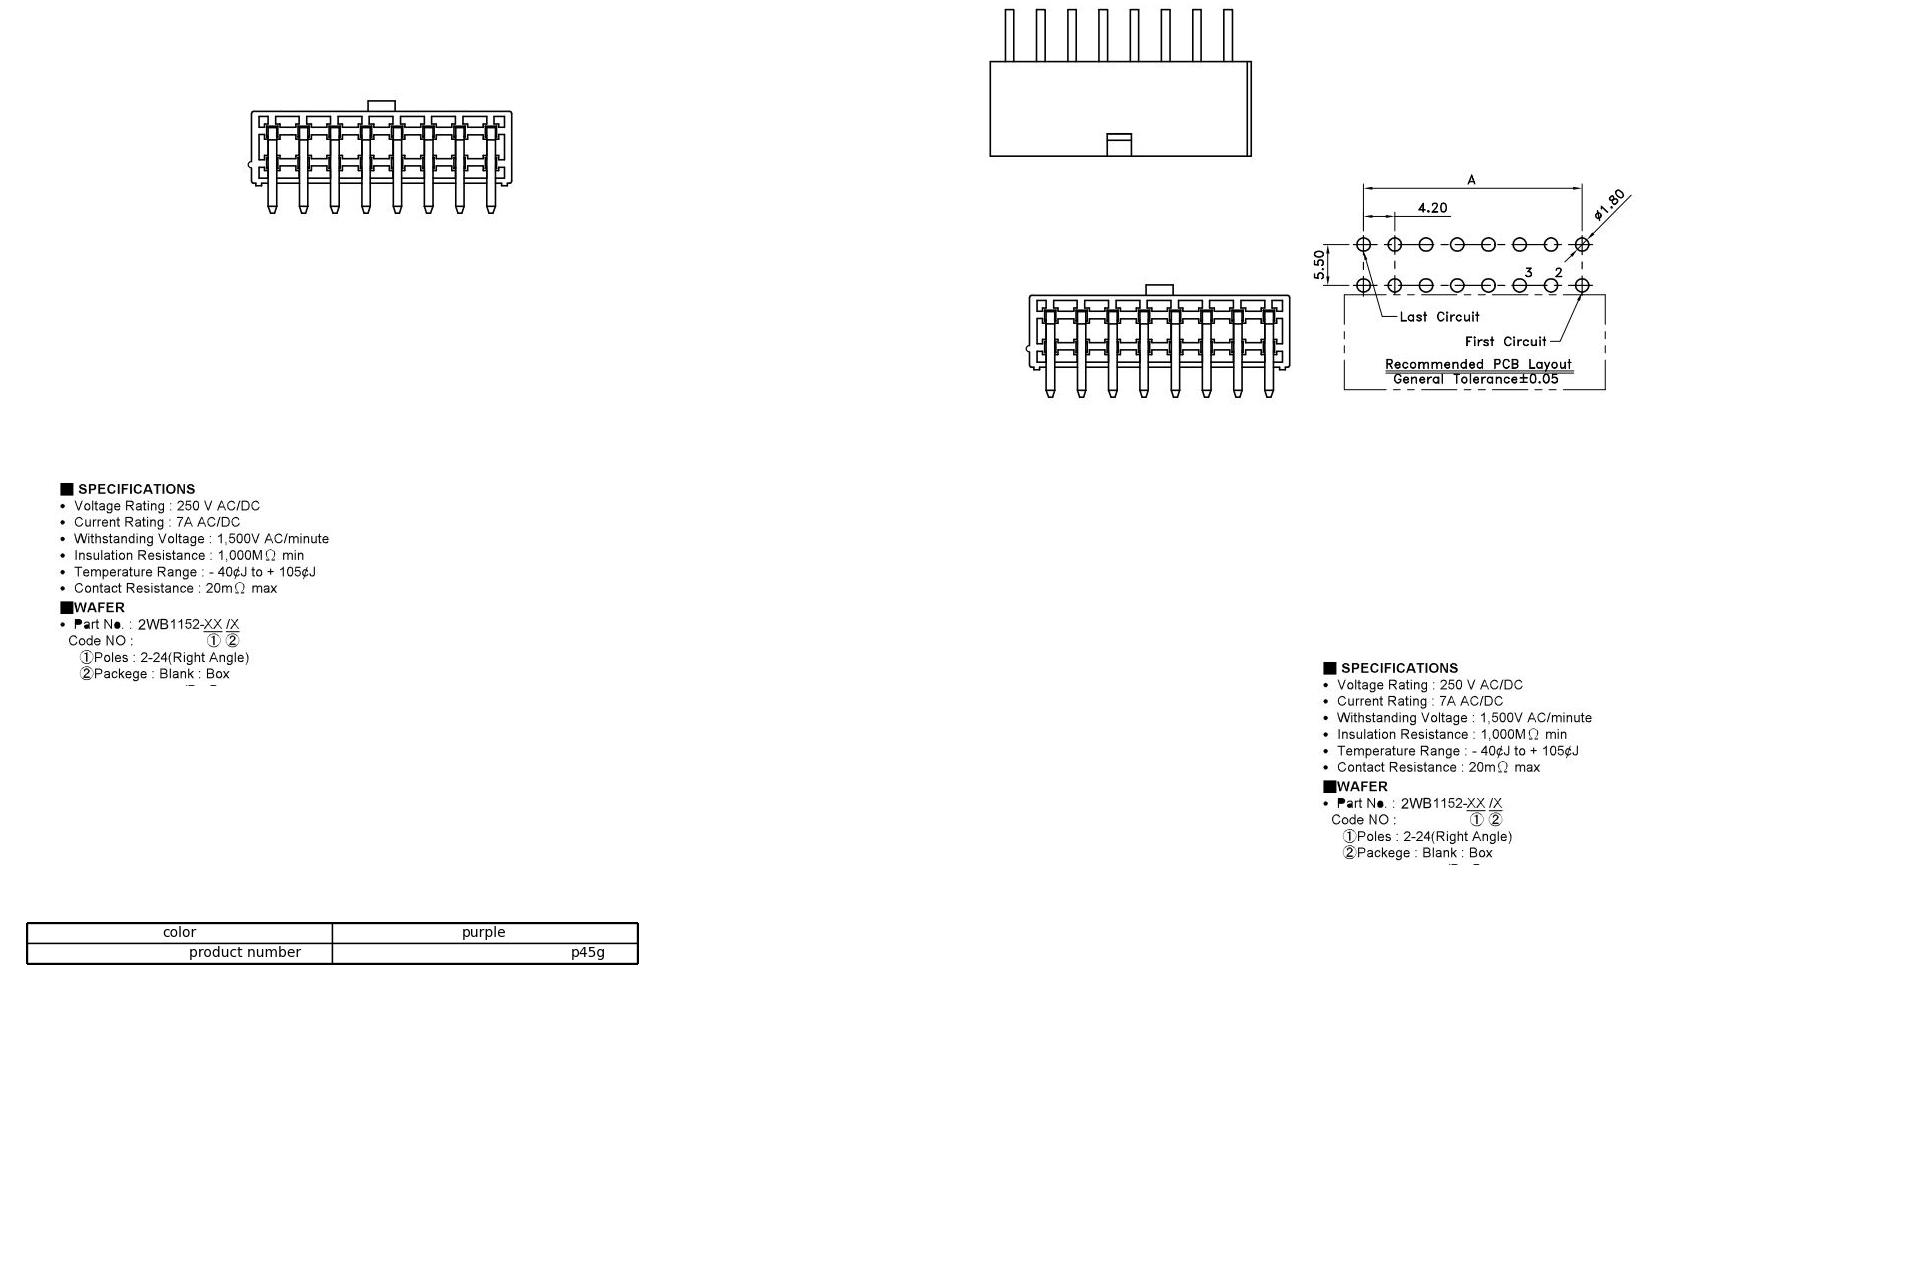 A
4.20
ø1.80
5.50
3 2
Last Circuit
First Circuit
Recommended PCB Layout
General Tolerance±0.05
■ SPECIFICATIONS
• Voltage Rating : 250 V AC/DC
• Current Rating : 7A AC/DC
• Withstanding Voltage : 1,500V AC/minute
• Insulation Resistance : 1,000MΩ min
• Temperature Range : - 40¢J to + 105¢J
• Contact Resistance : 20mΩ max
■WAFER
• Part No. : 2WB1152-XX /X
Code NO : ① ②
①Poles : 2-24(Right Angle)
②Packege : Blank : Box
■ SPECIFICATIONS
• Voltage Rating : 250 V AC/DC
• Current Rating : 7A AC/DC
• Withstanding Voltage : 1,500V AC/minute
• Insulation Resistance : 1,000MΩ min
• Temperature Range : - 40¢J to + 105¢J
• Contact Resistance : 20mΩ max
■WAFER
• Part No. : 2WB1152-XX /X
Code NO : ① ②
①Poles : 2-24(Right Angle)
②Packege : Blank : Box
color purple
product number p45g